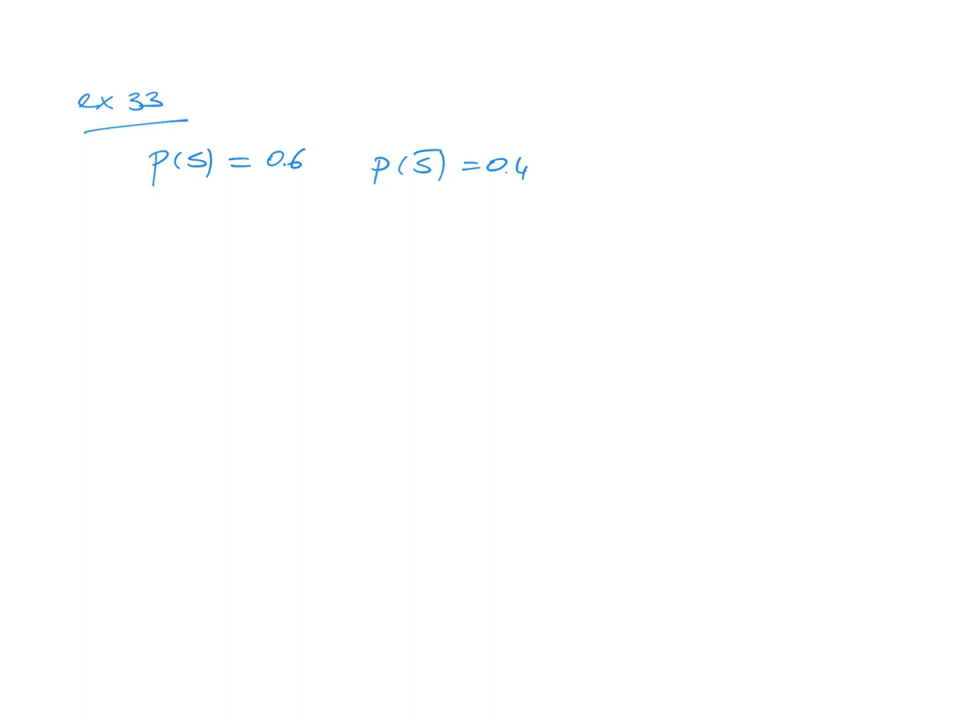 ex 33
p(S) = 0.6 p(S̅) = 0.4